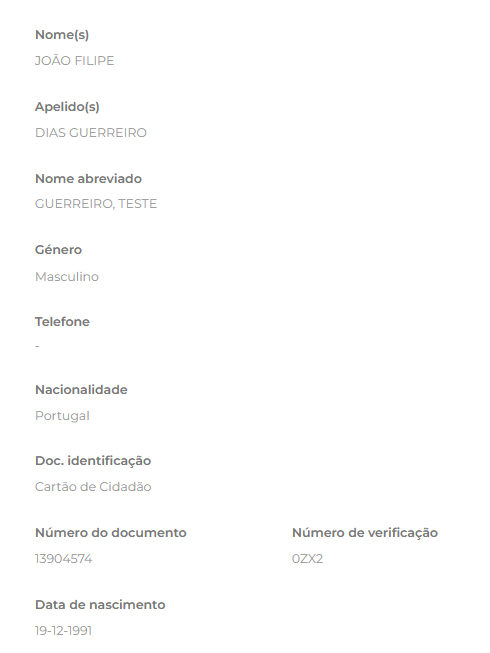 Nome(s)
JOÃO FILIPE
Apelido(s)
DIAS GUERREIRO
Nome abreviado
GUERREIRO, TESTE
Género
Masculino
Telefone
-
Nacionalidade
Portugal
Doc. identificação
Cartão de Cidadão
Número do documento
13904574
Número de verificação
0ZX2
Data de nascimento
19-12-1991